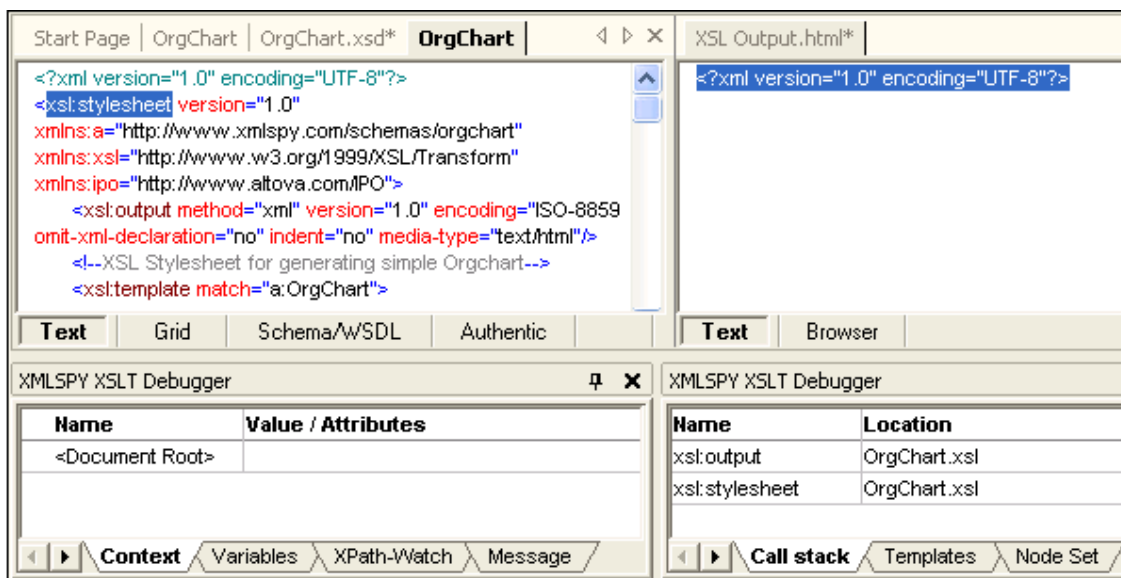 Start Page | OrgChart | OrgChart.xsd* OrgChart
<?xml version="1.0" encoding="UTF-8"?>
<xsl:stylesheet version="1.0"
xmlns:a="http://www.xmlspy.com/schemas/orgchart"
xmlns:xsl="http://www.w3.org/1999/XSL/Transform"
xmlns:ipo="http://www.altova.com/IPO">
<xsl:output method="xml" version="1.0" encoding="ISO-8859
omit-xml-declaration="no" indent="no" media-type="text/html"/>
<!--XSL Stylesheet for generating simple Orgchart-->
<xsl:template match="a:OrgChart">
Text Grid Schema/WSDL Authentic
XSL Output.html*
<?xml version="1.0" encoding="UTF-8"?>
Text Browser
XMLSPY XSLT Debugger
Name Value / Attributes
<Document Root>
Context Variables XPath-Watch Message
XMLSPY XSLT Debugger
Name Location
xsl:output OrgChart.xsl
xsl:stylesheet OrgChart.xsl
Call stack Templates Node Set